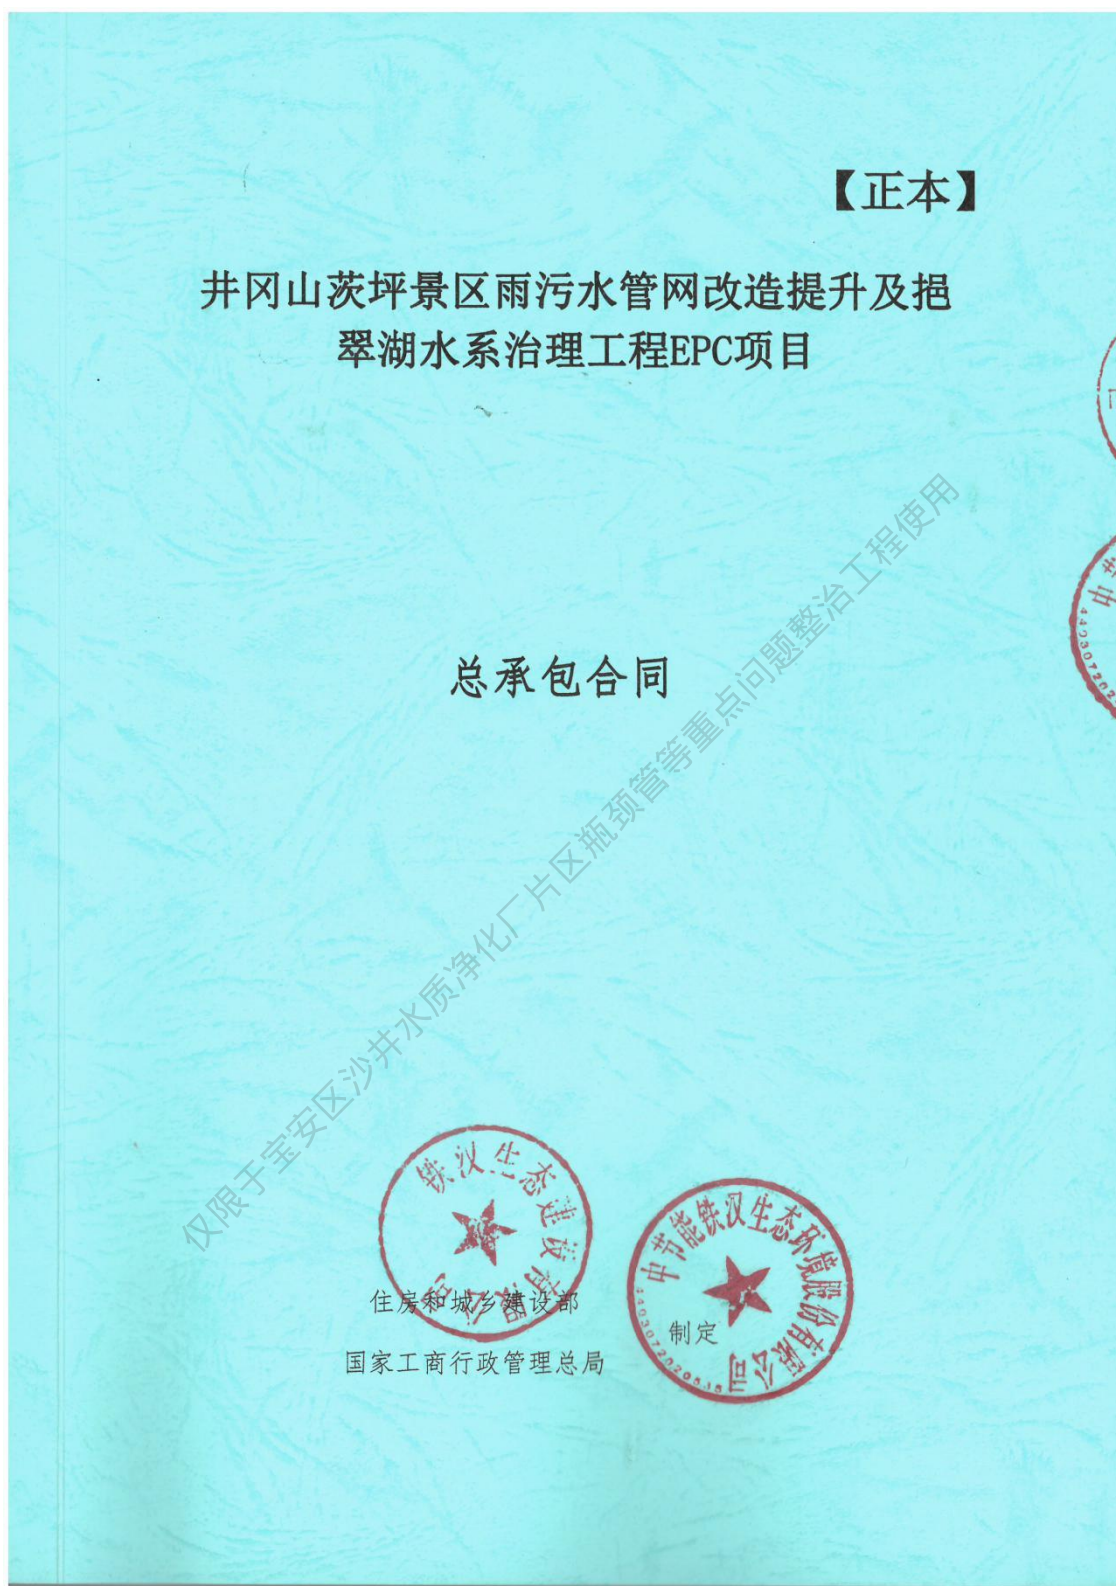 【正本】
井冈山茨坪景区雨污水管网改造提升及挹
翠湖水系治理工程EPC项目
总承包合同
仅限于宝安区沙井水质净化厂片区瓶颈管等重点问题整治工程使用
铁汉生态建设有限公司
中节能铁汉生态环境股份有限公司
住房和城乡建设部
制定
国家工商行政管理总局